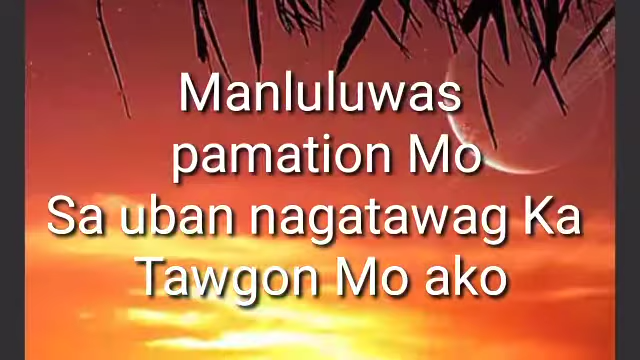 Manluluwas
pamation Mo
Sa uban nagatawag Ka
Tawgon Mo ako